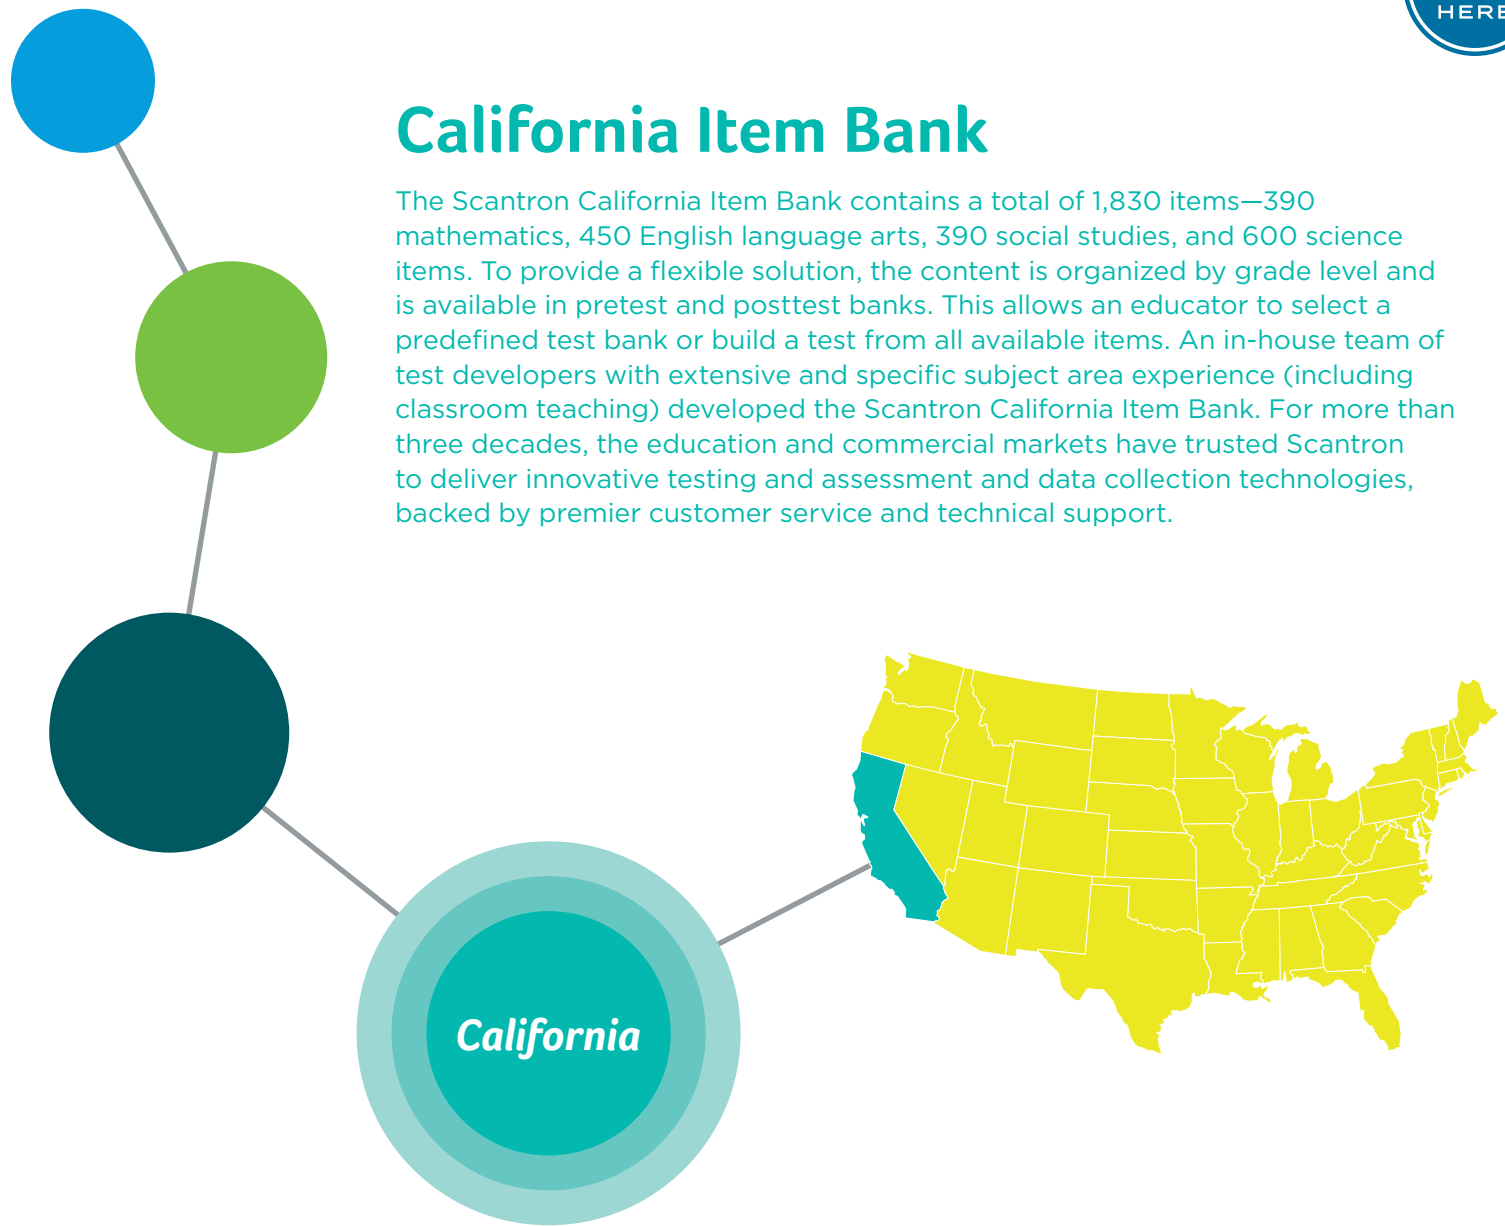 HERE
California Item Bank
The Scantron California Item Bank contains a total of 1,830 items—390
mathematics, 450 English language arts, 390 social studies, and 600 science
items. To provide a flexible solution, the content is organized by grade level and
is available in pretest and posttest banks. This allows an educator to select a
predefined test bank or build a test from all available items. An in-house team of
test developers with extensive and specific subject area experience (including
classroom teaching) developed the Scantron California Item Bank. For more than
three decades, the education and commercial markets have trusted Scantron
to deliver innovative testing and assessment and data collection technologies,
backed by premier customer service and technical support.
California